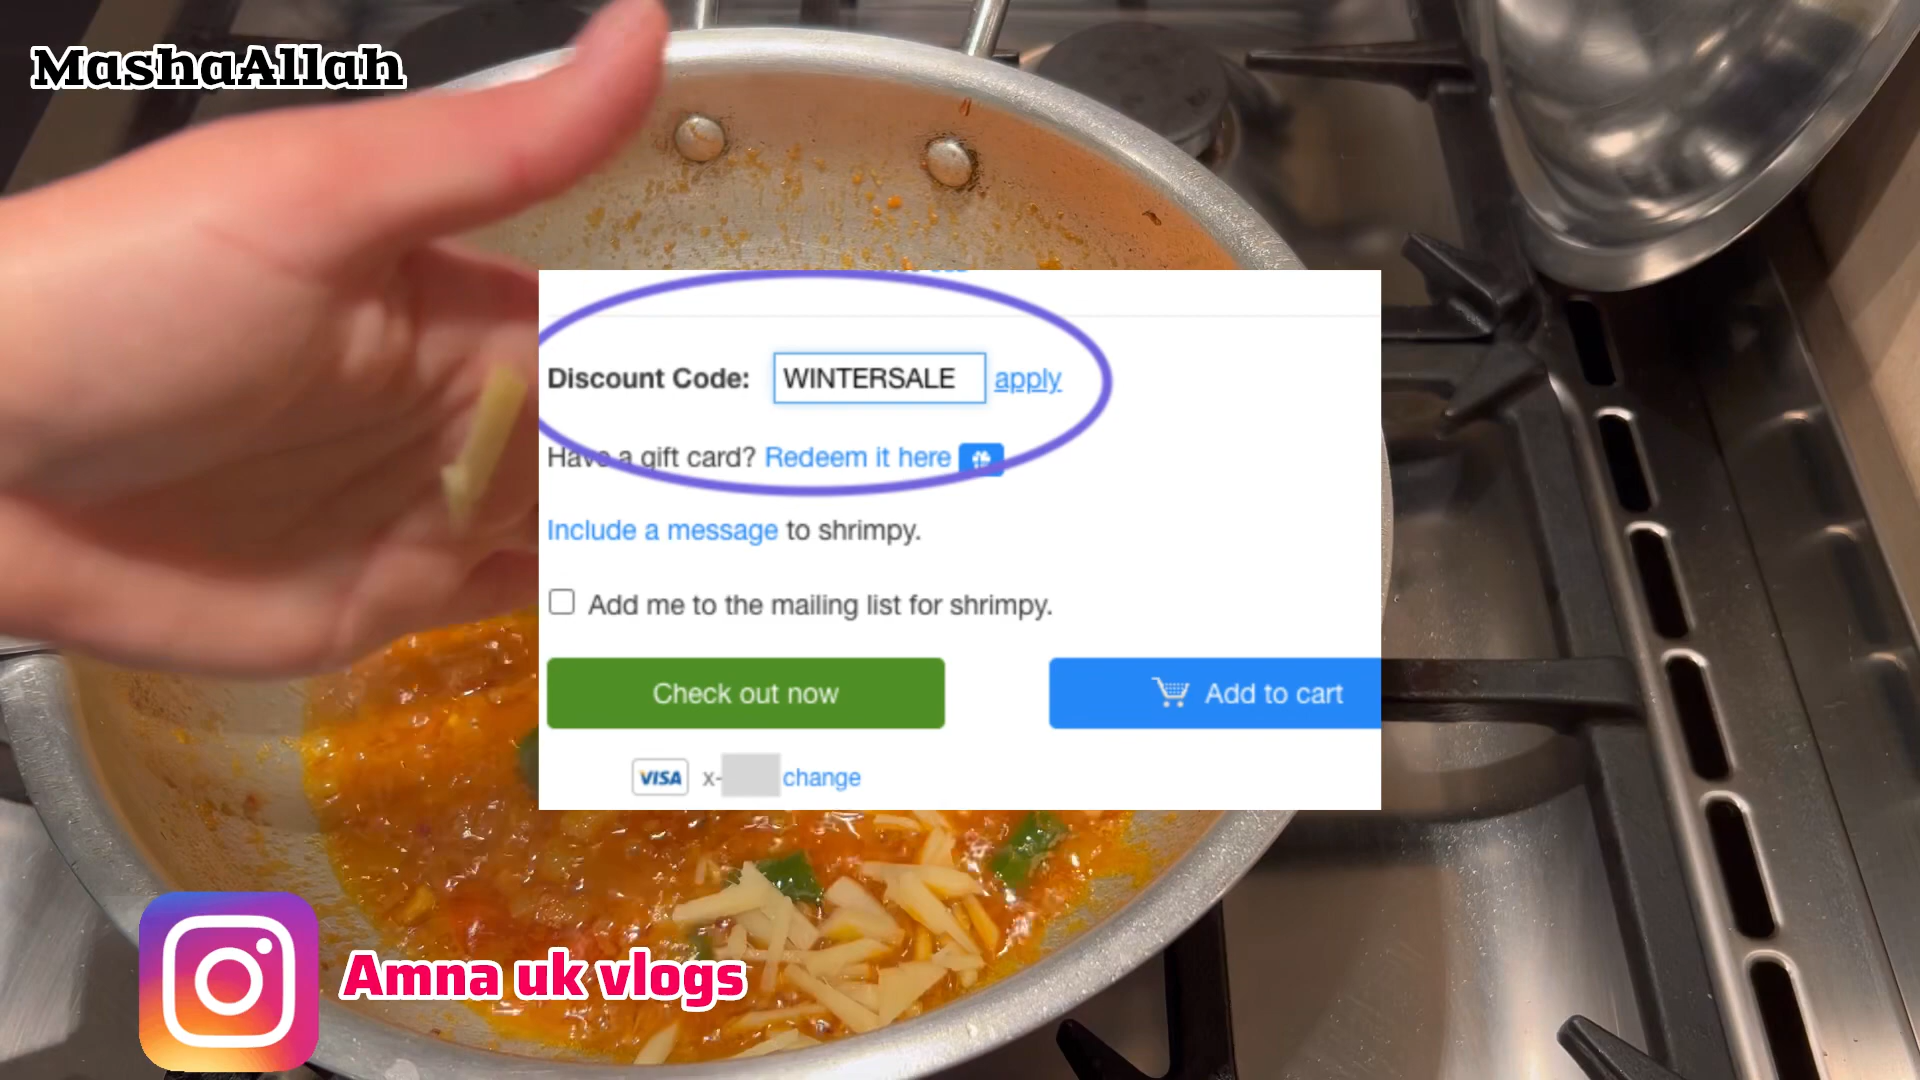 MashaAllah
Discount Code: WINTERSALE apply
Have a gift card? Redeem it here
Include a message to shrimpy.
Add me to the mailing list for shrimpy.
Check out now Add to cart
VISA x- change
Amna uk vlogs